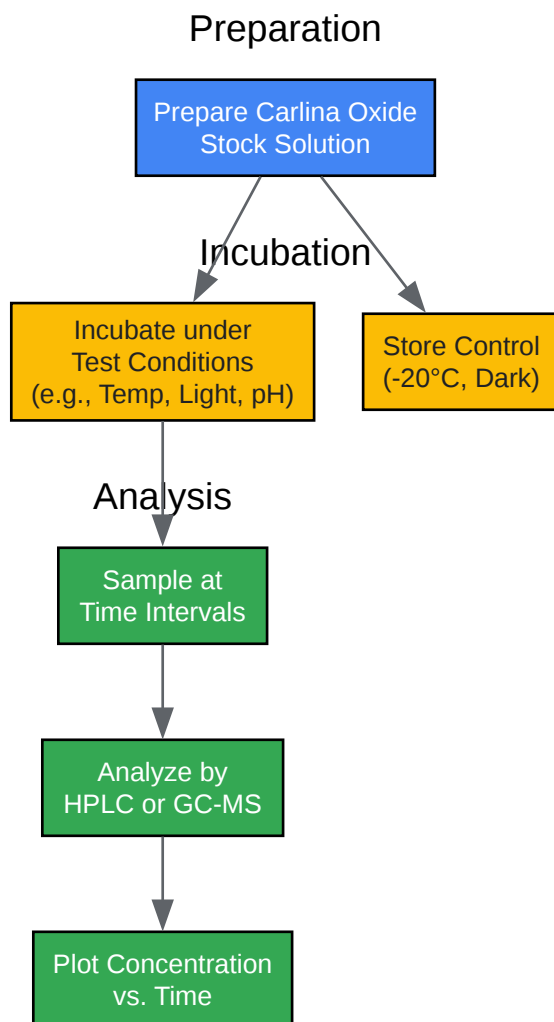 Preparation
Prepare Carlina Oxide
Stock Solution
Incubation
Incubate under
Test Conditions
(e.g., Temp, Light, pH)
Store Control
(-20°C, Dark)
Analysis
Sample at
Time Intervals
Analyze by
HPLC or GC-MS
Plot Concentration
vs. Time